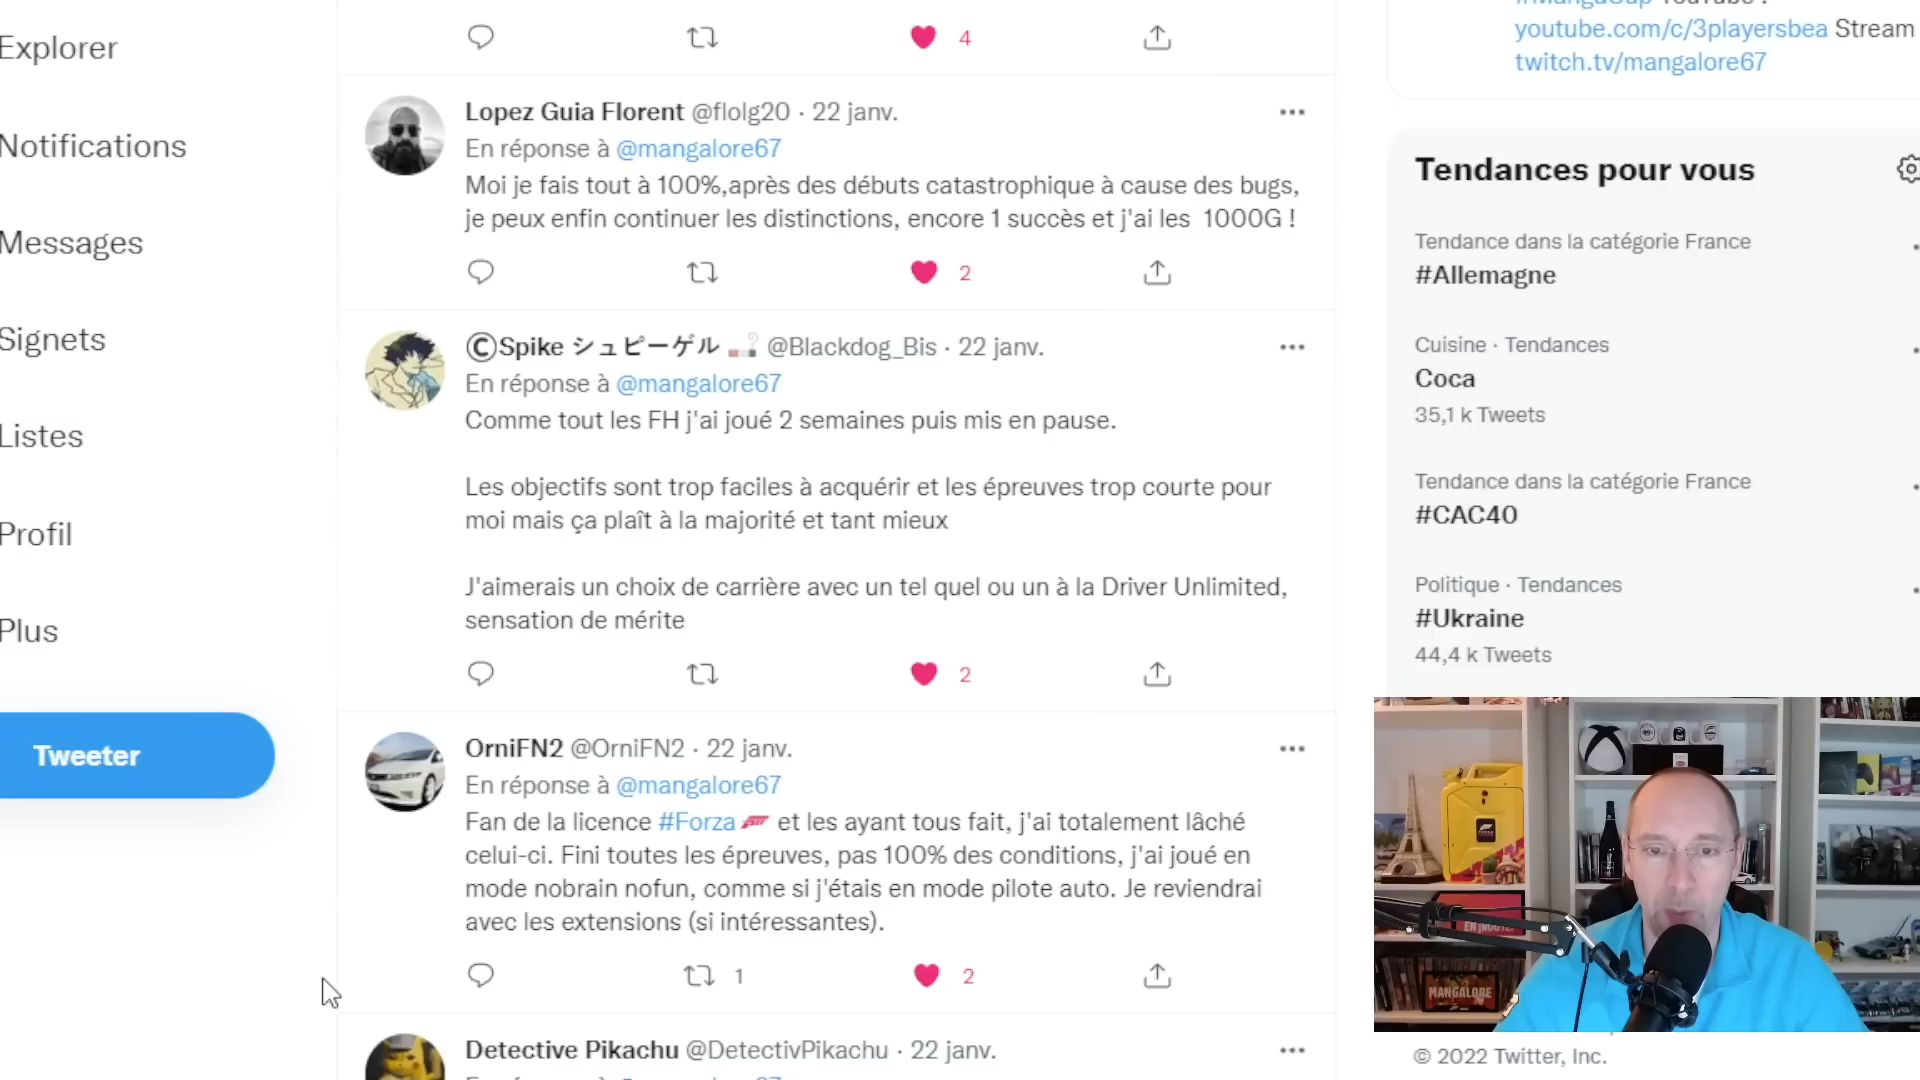 #MangaCup YouTube :
youtube.com/c/3playersbea Stream
twitch.tv/mangalore67
Explorer
Notifications
Messages
Signets
Listes
Profil
Plus
Tweeter
4
Lopez Guia Florent @flolg20 · 22 janv.
En réponse à @mangalore67
Moi je fais tout à 100%,après des débuts catastrophique à cause des bugs,
je peux enfin continuer les distinctions, encore 1 succès et j'ai les 1000G !
2
©Spike シュピーゲル 🚬 @Blackdog_Bis · 22 janv.
En réponse à @mangalore67
Comme tout les FH j'ai joué 2 semaines puis mis en pause.
Les objectifs sont trop faciles à acquérir et les épreuves trop courte pour
moi mais ça plaît à la majorité et tant mieux
J'aimerais un choix de carrière avec un tel quel ou un à la Driver Unlimited,
sensation de mérite
2
OrniFN2 @OrniFN2 · 22 janv.
En réponse à @mangalore67
Fan de la licence #Forza et les ayant tous fait, j'ai totalement lâché
celui-ci. Fini toutes les épreuves, pas 100% des conditions, j'ai joué en
mode nobrain nofun, comme si j'étais en mode pilote auto. Je reviendrai
avec les extensions (si intéressantes).
1
2
Detective Pikachu @DetectivPikachu · 22 janv.
Tendances pour vous
Tendance dans la catégorie France
#Allemagne
Cuisine · Tendances
Coca
35,1 k Tweets
Tendance dans la catégorie France
#CAC40
Politique · Tendances
#Ukraine
44,4 k Tweets
MANGALORE
© 2022 Twitter, Inc.